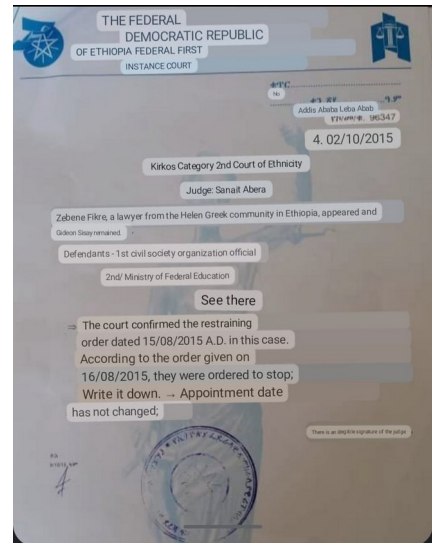 THE FEDERAL
DEMOCRATIC REPUBLIC
OF ETHIOPIA FEDERAL FIRST
INSTANCE COURT
ቁጥር
No
Addis Ababa Leba Abab
96347
4. 02/10/2015
Kirkos Category 2nd Court of Ethnicity
Judge: Sanait Abera
Zebene Fikre, a lawyer from the Helen Greek community in Ethiopia, appeared and
Gideon Sisay remained.
Defendants - 1st civil society organization official
2nd/ Ministry of Federal Education
See there
⇒ The court confirmed the restraining
order dated 15/08/2015 A.D. in this case.
According to the order given on
16/08/2015, they were ordered to stop;
Write it down. → Appointment date
has not changed;
There is an illegible signature of the judge